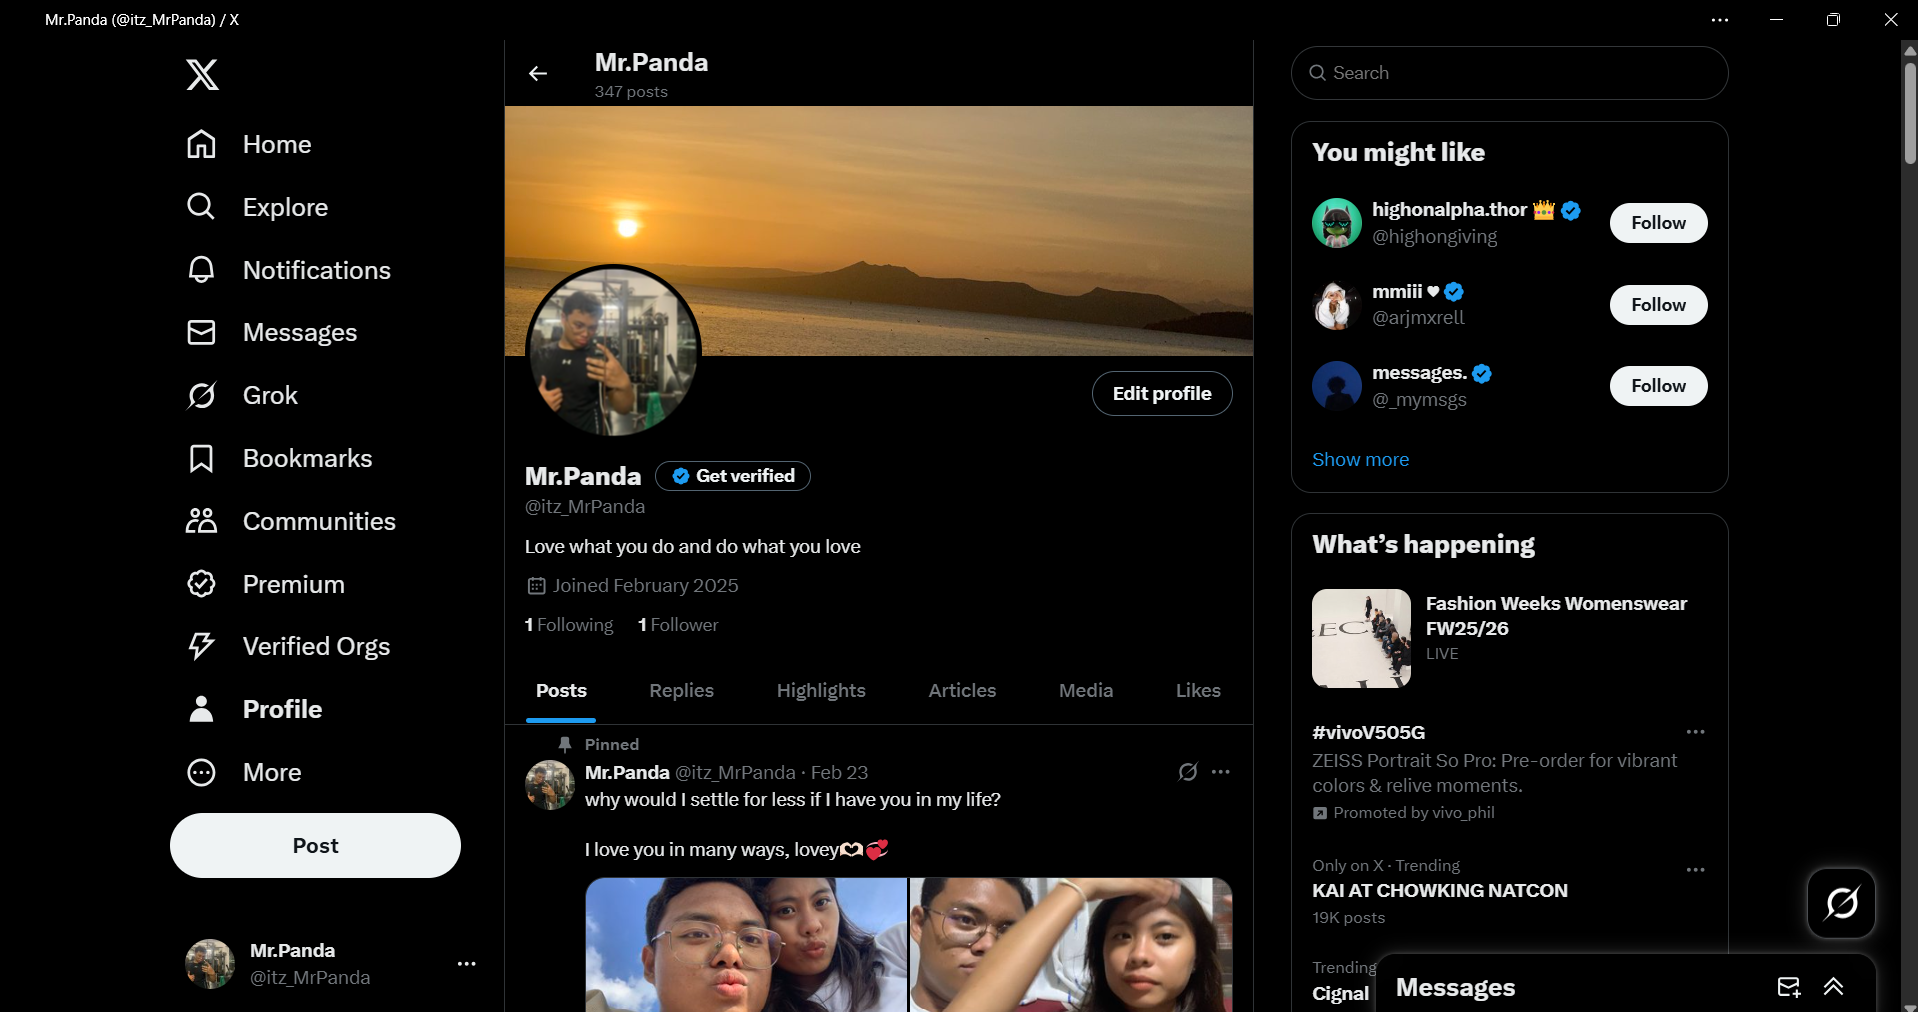 Mr.Panda (@itz_MrPanda) / X
Home
Explore
Notifications
Messages
Grok
Bookmarks
Communities
Premium
Verified Orgs
Profile
More
Post
Mr.Panda
@itz_MrPanda
Mr.Panda
347 posts
Edit profile
Mr.Panda
Get verified
@itz_MrPanda
Love what you do and do what you love
Joined February 2025
1 Following 1 Follower
Posts Replies Highlights Articles Media Likes
Pinned
Mr.Panda @itz_MrPanda · Feb 23
why would I settle for less if I have you in my life?
I love you in many ways, lovey🫶🏻💞
Search
You might like
highonalpha.thor 👑
@highongiving
Follow
mmiii ♥
@arjmxrell
Follow
messages.
@_mymsgs
Follow
Show more
What’s happening
Fashion Weeks Womenswear
FW25/26
LIVE
#vivoV505G
ZEISS Portrait So Pro: Pre-order for vibrant
colors & relive moments.
Promoted by vivo_phil
Only on X · Trending
KAI AT CHOWKING NATCON
19K posts
Trending
Cignal
Messages